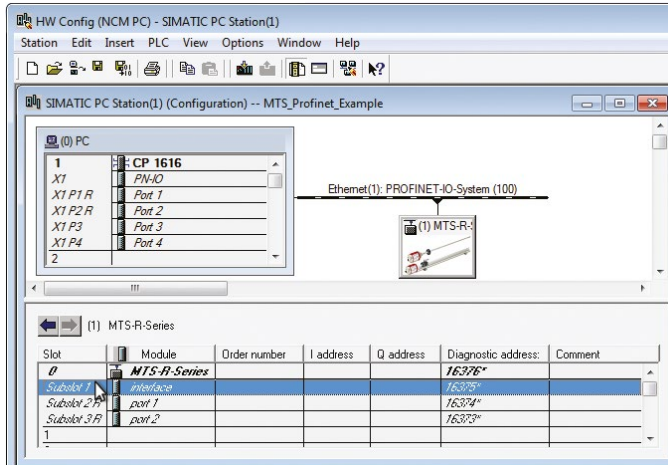 HW Config (NCM PC) - SIMATIC PC Station(1)
Station Edit Insert PLC View Options Window Help
SIMATIC PC Station(1) (Configuration) -- MTS_Profinet_Example
(0) PC
1 CP 1616
X1 PN-IO
X1 P1 R Port 1
X1 P2 R Port 2
X1 P3 Port 3
X1 P4 Port 4
2
Ethernet(1): PROFINET-IO-System (100)
(1) MTS-R-S
(1) MTS-R-Series
Slot Module Order number I address Q address Diagnostic address: Comment
0 MTS-R-Series 16376*
Subslot 1 interface 16375*
Subslot 2 R port 1 16374*
Subslot 3 R port 2 16373*
1